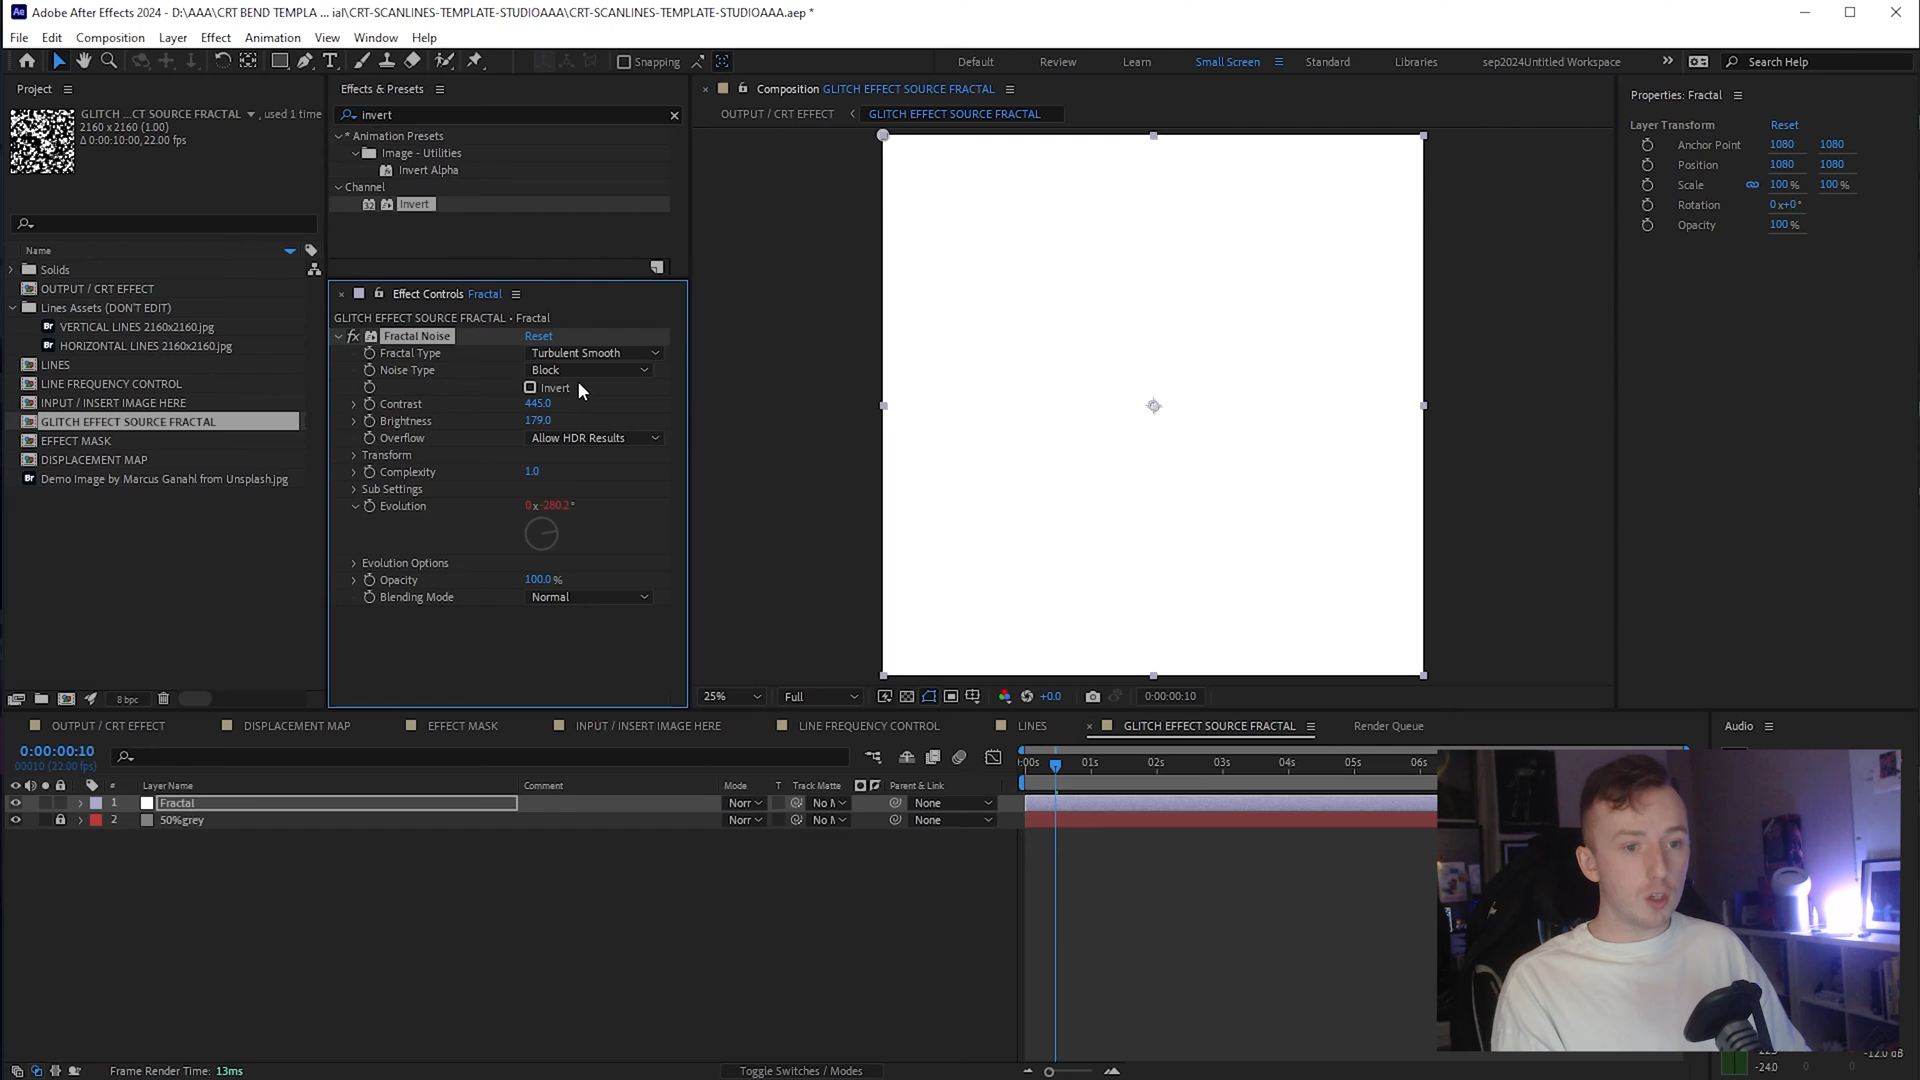 Adobe After Effects 2024 - D:\AAA\CRT BEND TEMPLA ... ial\CRT-SCANLINES-TEMPLATE-STUDIOAAA\CRT-SCANLINES-TEMPLATE-STUDIOAAA.aep *
File Edit Composition Layer Effect Animation View Window Help
Snapping Default Review Learn Small Screen Standard Libraries sep2024Untitled Workspace Search Help
Project
GLITCH ...CT SOURCE FRACTAL , used 1 time
2160 x 2160 (1.00)
Δ 0:00:10:00, 22.00 fps
Name
Solids
OUTPUT / CRT EFFECT
Lines Assets (DON'T EDIT)
VERTICAL LINES 2160x2160.jpg
HORIZONTAL LINES 2160x2160.jpg
LINES
LINE FREQUENCY CONTROL
INPUT / INSERT IMAGE HERE
GLITCH EFFECT SOURCE FRACTAL
EFFECT MASK
DISPLACEMENT MAP
Demo Image by Marcus Ganahl from Unsplash.jpg
8 bpc
Effects & Presets
invert
* Animation Presets
Image - Utilities
Invert Alpha
Channel
Invert
Effect Controls Fractal
GLITCH EFFECT SOURCE FRACTAL • Fractal
Fractal Noise Reset
Fractal Type Turbulent Smooth
Noise Type Block
Invert
Contrast 445.0
Brightness 179.0
Overflow Allow HDR Results
Transform
Complexity 1.0
Sub Settings
Evolution 0x-280.2°
Evolution Options
Opacity 100.0 %
Blending Mode Normal
Composition GLITCH EFFECT SOURCE FRACTAL
OUTPUT / CRT EFFECT GLITCH EFFECT SOURCE FRACTAL
25% Full +0.0 0:00:00:10
Properties: Fractal
Layer Transform Reset
Anchor Point 1080 1080
Position 1080 1080
Scale 100 % 100 %
Rotation 0x+0°
Opacity 100 %
OUTPUT / CRT EFFECT DISPLACEMENT MAP EFFECT MASK INPUT / INSERT IMAGE HERE LINE FREQUENCY CONTROL LINES GLITCH EFFECT SOURCE FRACTAL Render Queue
Audio
0:00:00:10
00010 (22.00 fps)
:00s 01s 02s 03s 04s 05s 06s
# Layer Name Comment Mode T Track Matte Parent & Link
1 Fractal Norr No M None
2 50%grey Norr No M None
Frame Render Time: 13ms
Toggle Switches / Modes
-12.0 dB
-24.0 0 0